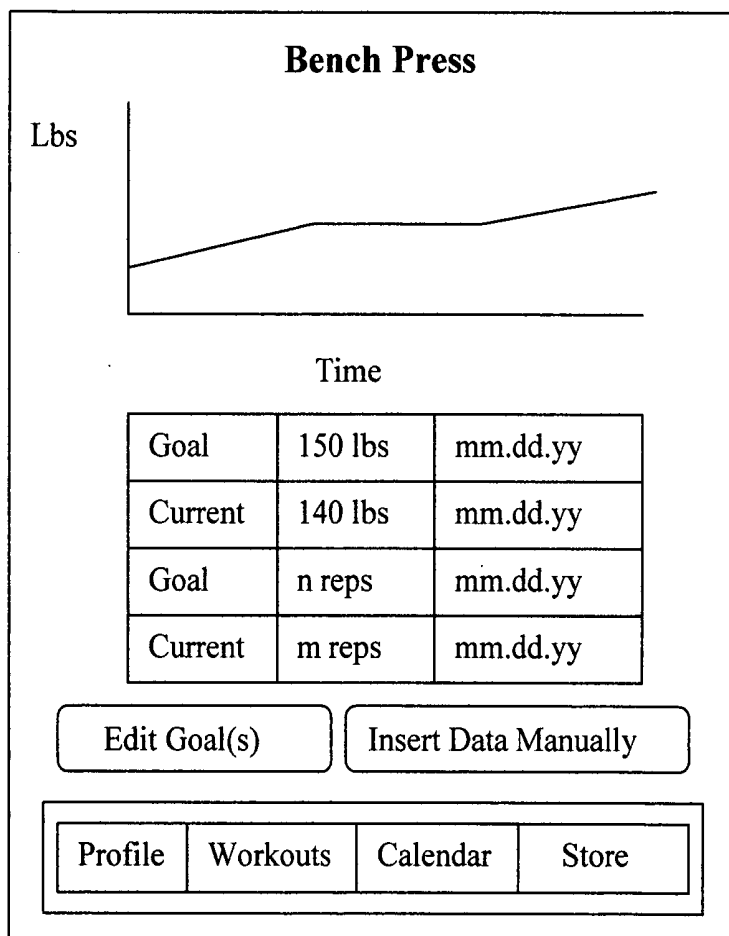 Bench Press
Lbs
Time
Goal 150 lbs mm.dd.yy
Current 140 lbs mm.dd.yy
Goal n reps mm.dd.yy
Current m reps mm.dd.yy
Edit Goal(s) Insert Data Manually
Profile Workouts Calendar Store